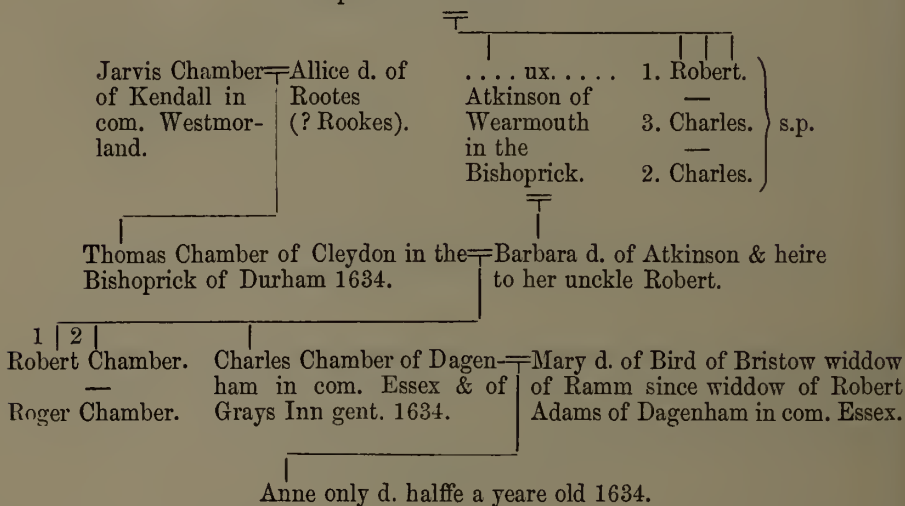 Jarvis Chamber Allice d. of
of Kendall in Rootes
com. Westmor- (? Rookes).
land.
.... ux..... 1. Robert.
Atkinson of —
Wearmouth 3. Charles. s.p.
in the —
Bishoprick. 2. Charles.
Thomas Chamber of Cleydon in the Barbara d. of Atkinson & heire
Bishoprick of Durham 1634. to her unckle Robert.
1 2
Robert Chamber.
—
Roger Chamber.
Charles Chamber of Dagen-
ham in com. Essex & of
Grays Inn gent. 1634.
Mary d. of Bird of Bristow widdow
of Ramm since widdow of Robert
Adams of Dagenham in com. Essex.
Anne only d. halffe a yeare old 1634.